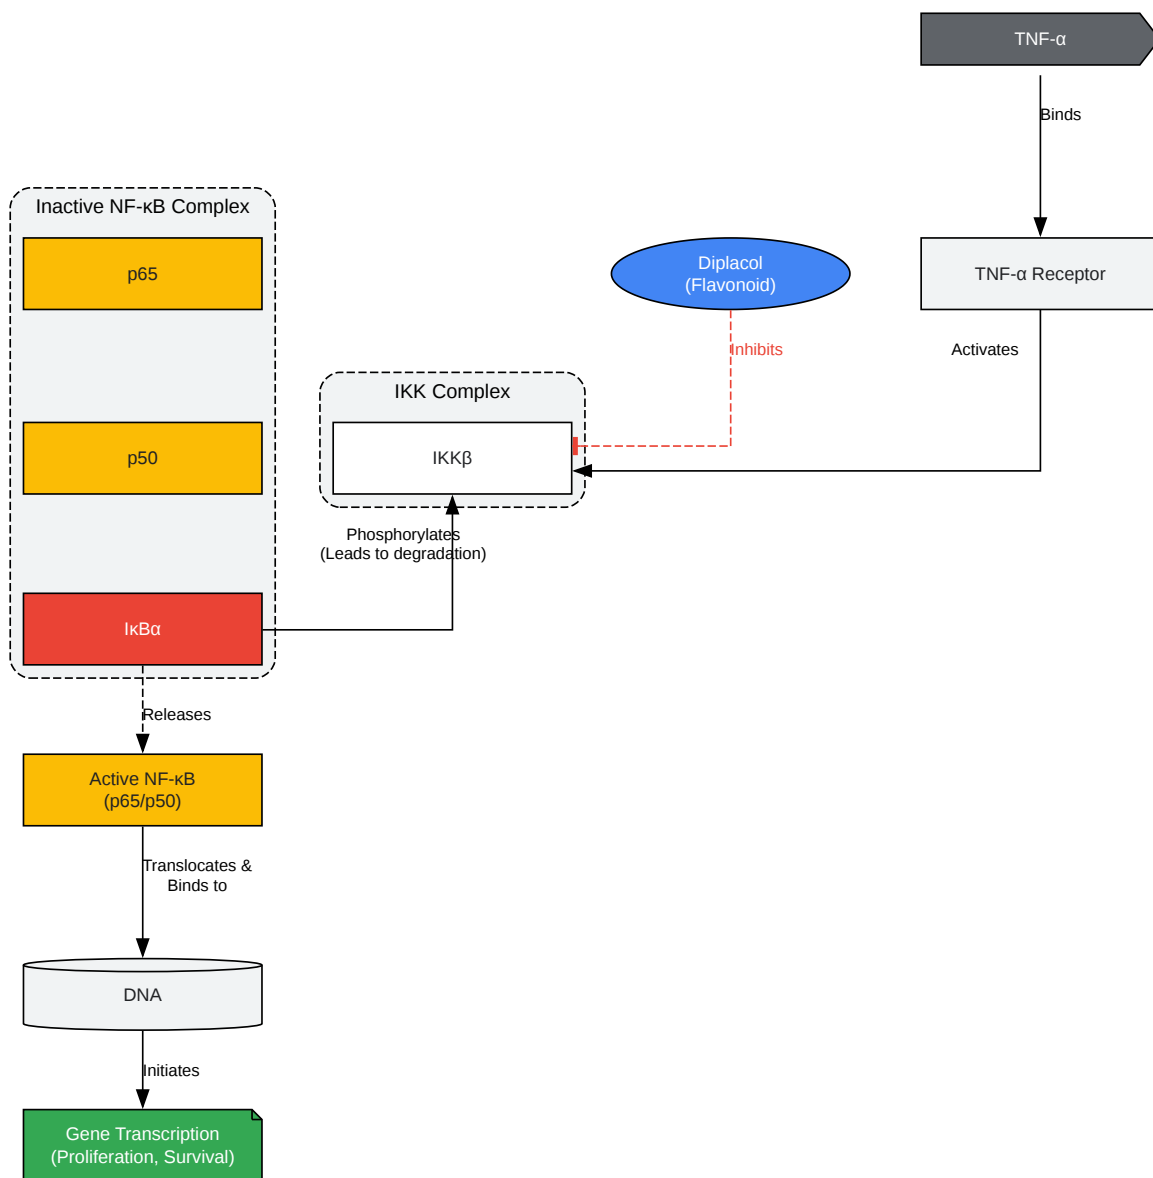 TNF-α
Binds
Inactive NF-κB Complex
p65
Diplacol
(Flavonoid)
TNF-α Receptor
Inhibits
Activates
IKK Complex
p50
IKKβ
Phosphorylates
(Leads to degradation)
IκBα
Releases
Active NF-κB
(p65/p50)
Translocates &
Binds to
DNA
Initiates
Gene Transcription
(Proliferation, Survival)